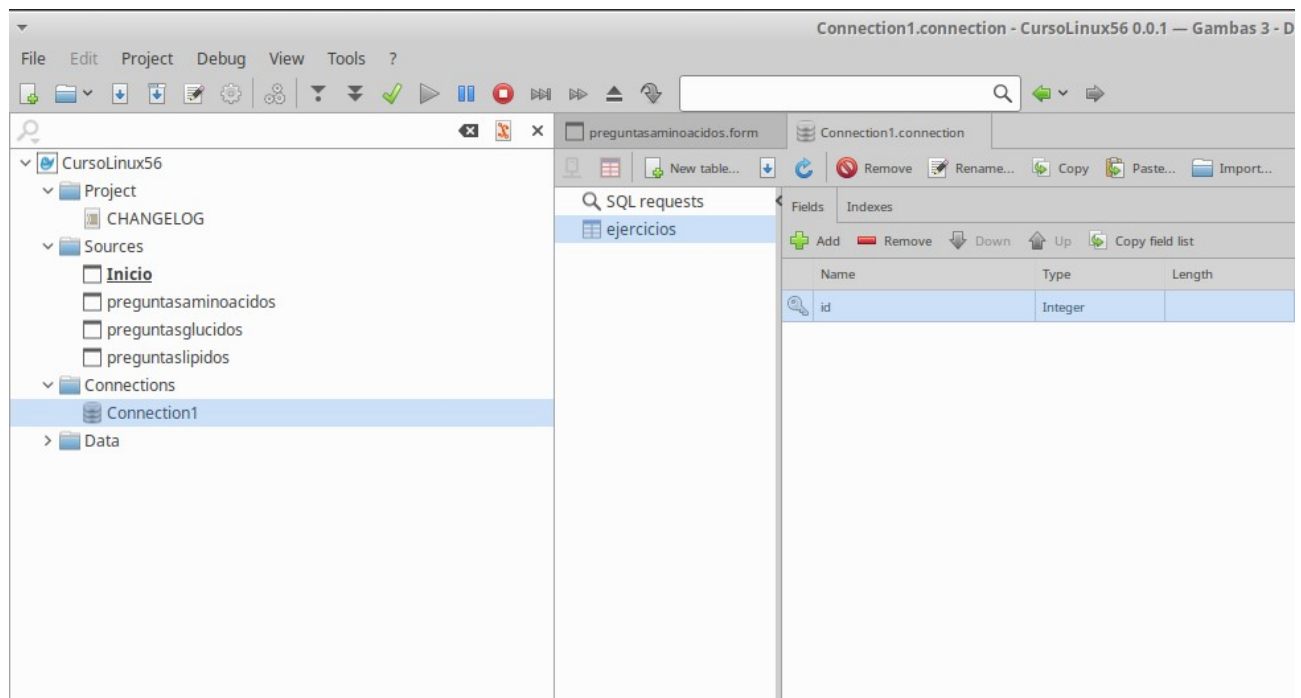 Connection1.connection - CursoLinux56 0.0.1 — Gambas 3 - D
File Edit Project Debug View Tools ?
preguntasaminoacidos.form Connection1.connection
CursoLinux56
Project
CHANGELOG
Sources
Inicio
preguntasaminoacidos
preguntasglucidos
preguntaslipidos
Connections
Connection1
Data
New table... Remove Rename... Copy Paste... Import...
SQL requests
ejercicios
Fields Indexes
Add Remove Down Up Copy field list
Name Type Length
id Integer